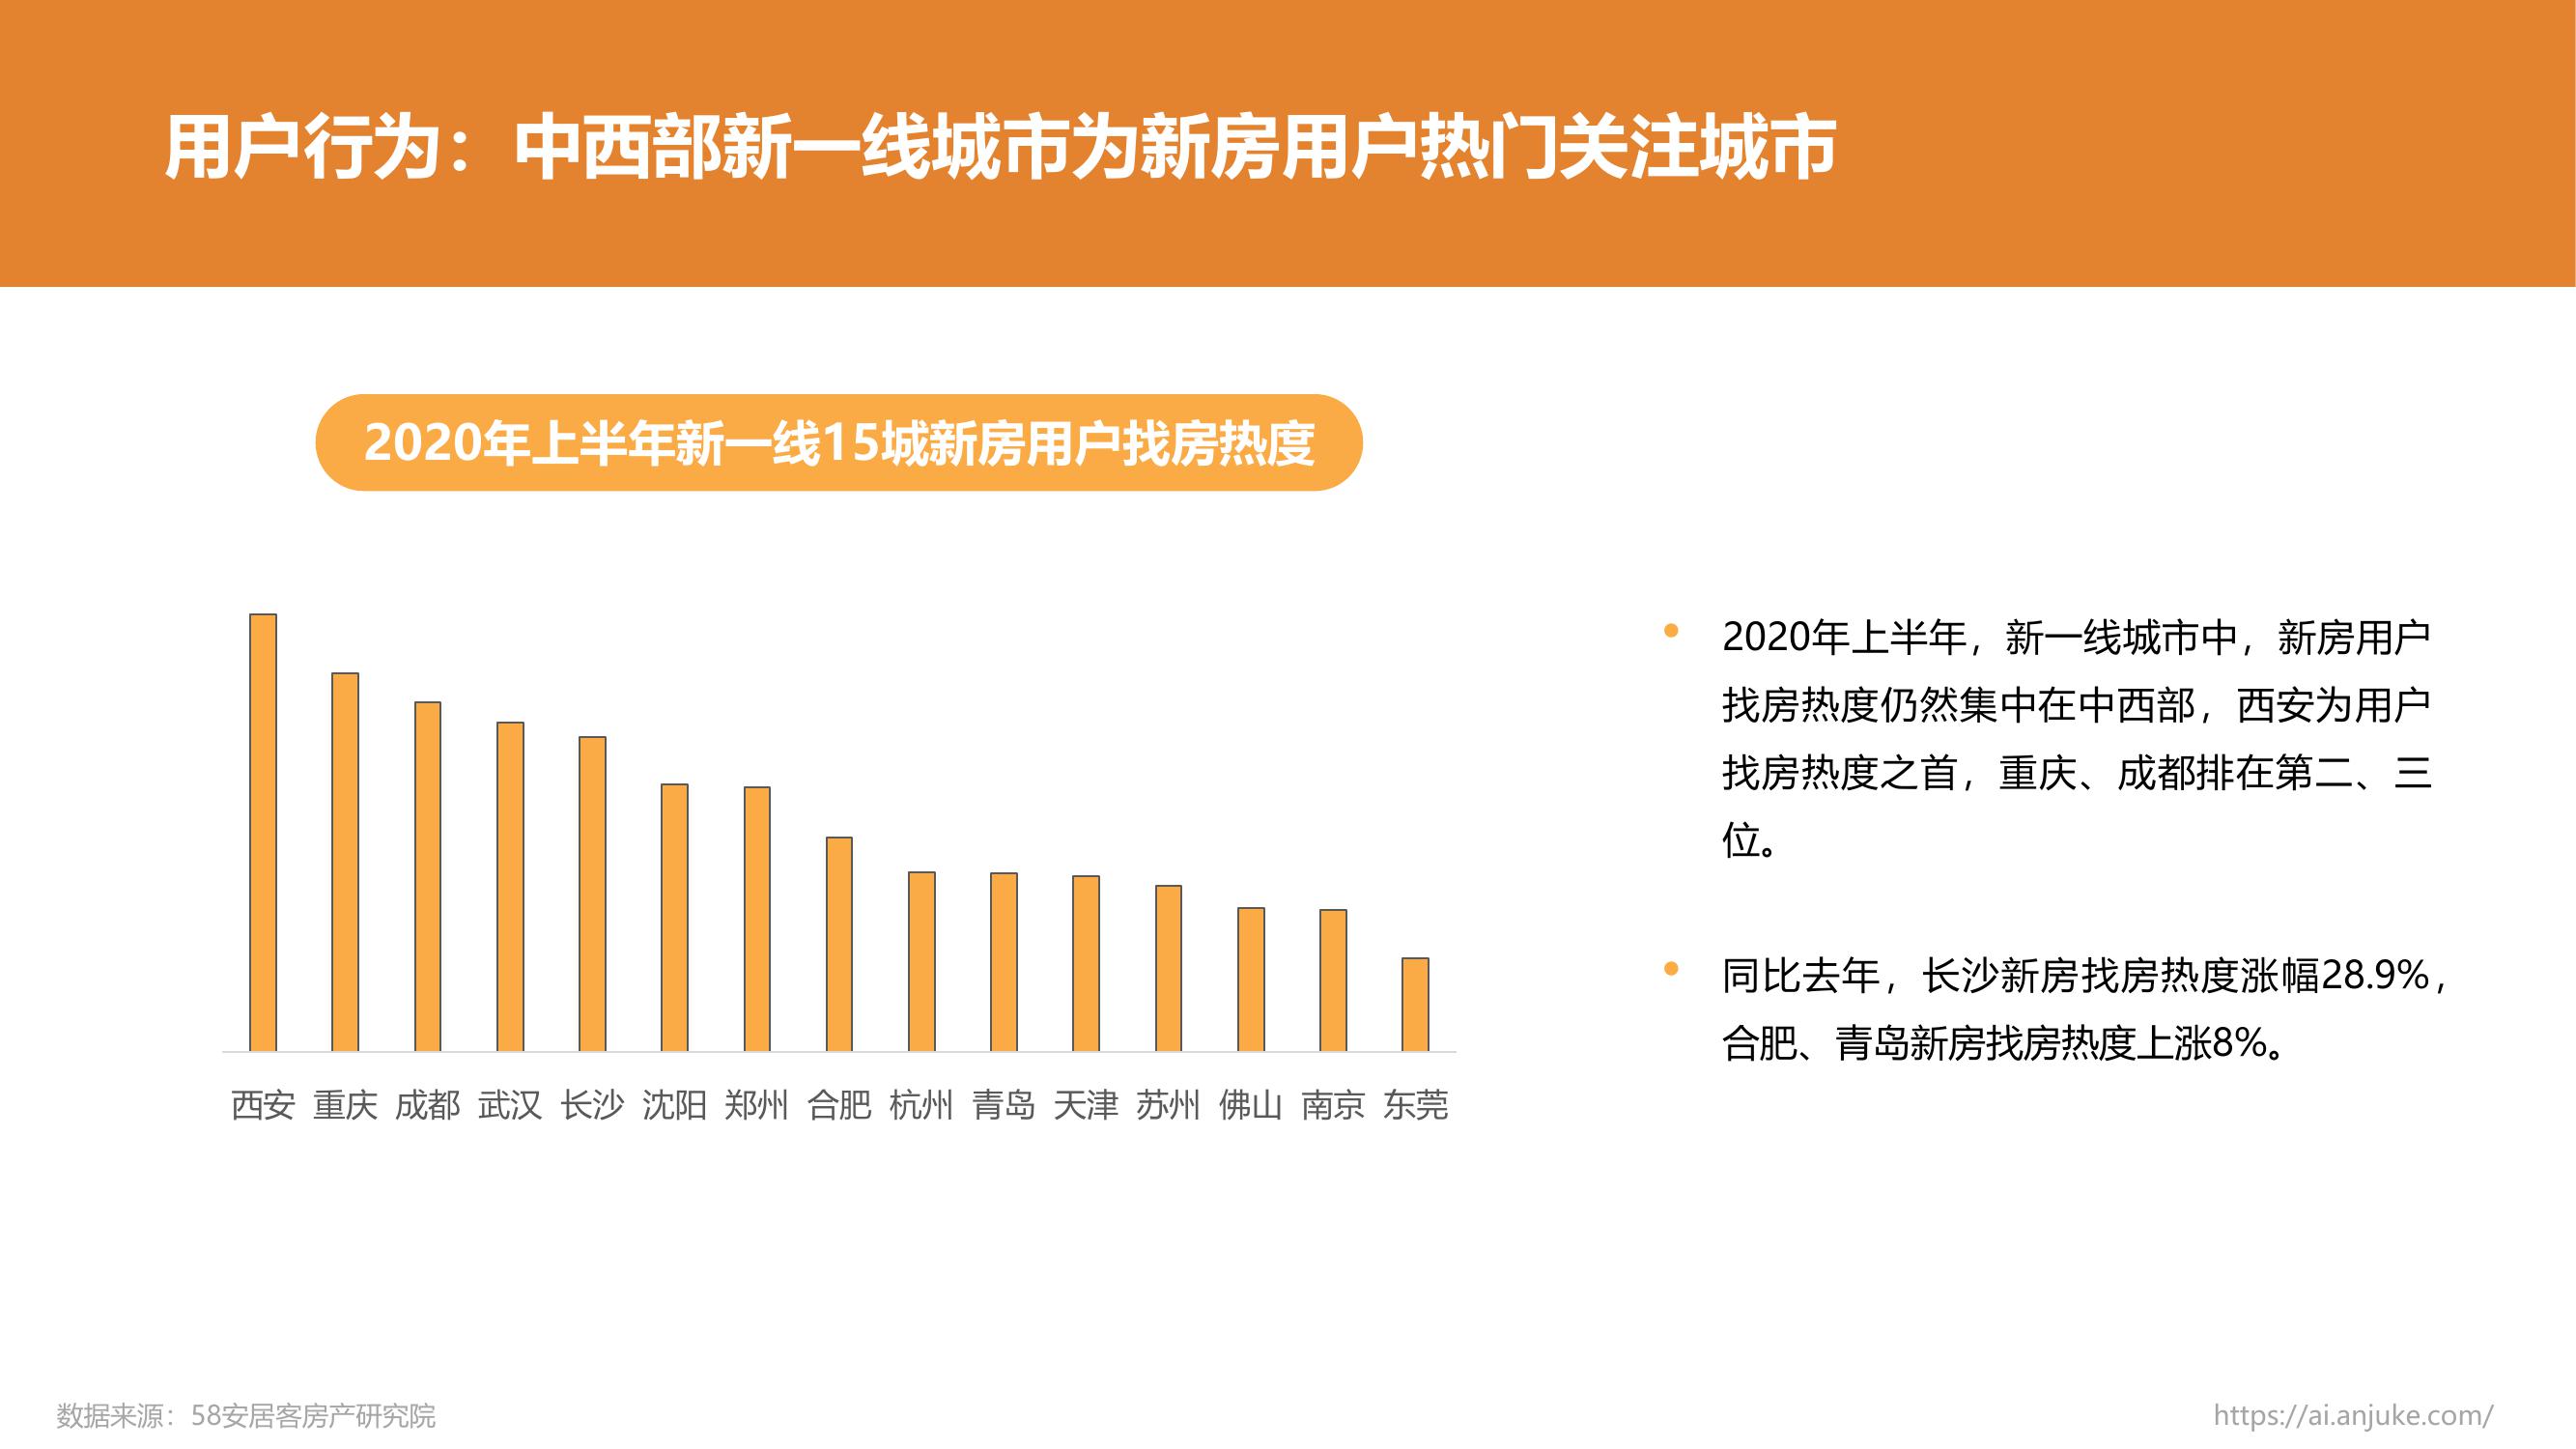 用户行为：中西部新一线城市为新房用户热门关注城市
2020年上半年新一线15城新房用户找房热度
西安 重庆 成都 武汉 长沙 沈阳 郑州 合肥 杭州 青岛 天津 苏州 佛山 南京 东莞
• 2020年上半年，新一线城市中，新房用户
找房热度仍然集中在中西部，西安为用户
找房热度之首，重庆、成都排在第二、三
位。
• 同比去年，长沙新房找房热度涨幅28.9%，
合肥、青岛新房找房热度上涨8%。
数据来源：58安居客房产研究院
https://ai.anjuke.com/